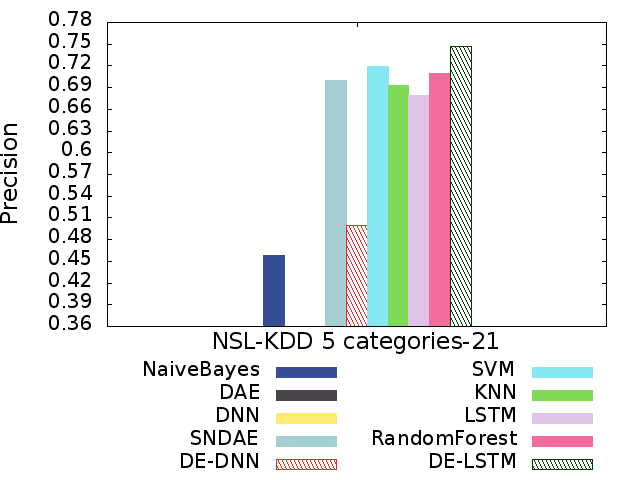 0.78
0.75
0.72
0.69
0.66
0.63
0.6
0.57
0.54
0.51
0.48
0.45
0.42
0.39
0.36
Precision
NSL-KDD 5 categories-21
NaiveBayes
DAE
DNN
SNDAE
DE-DNN
SVM
KNN
LSTM
RandomForest
DE-LSTM